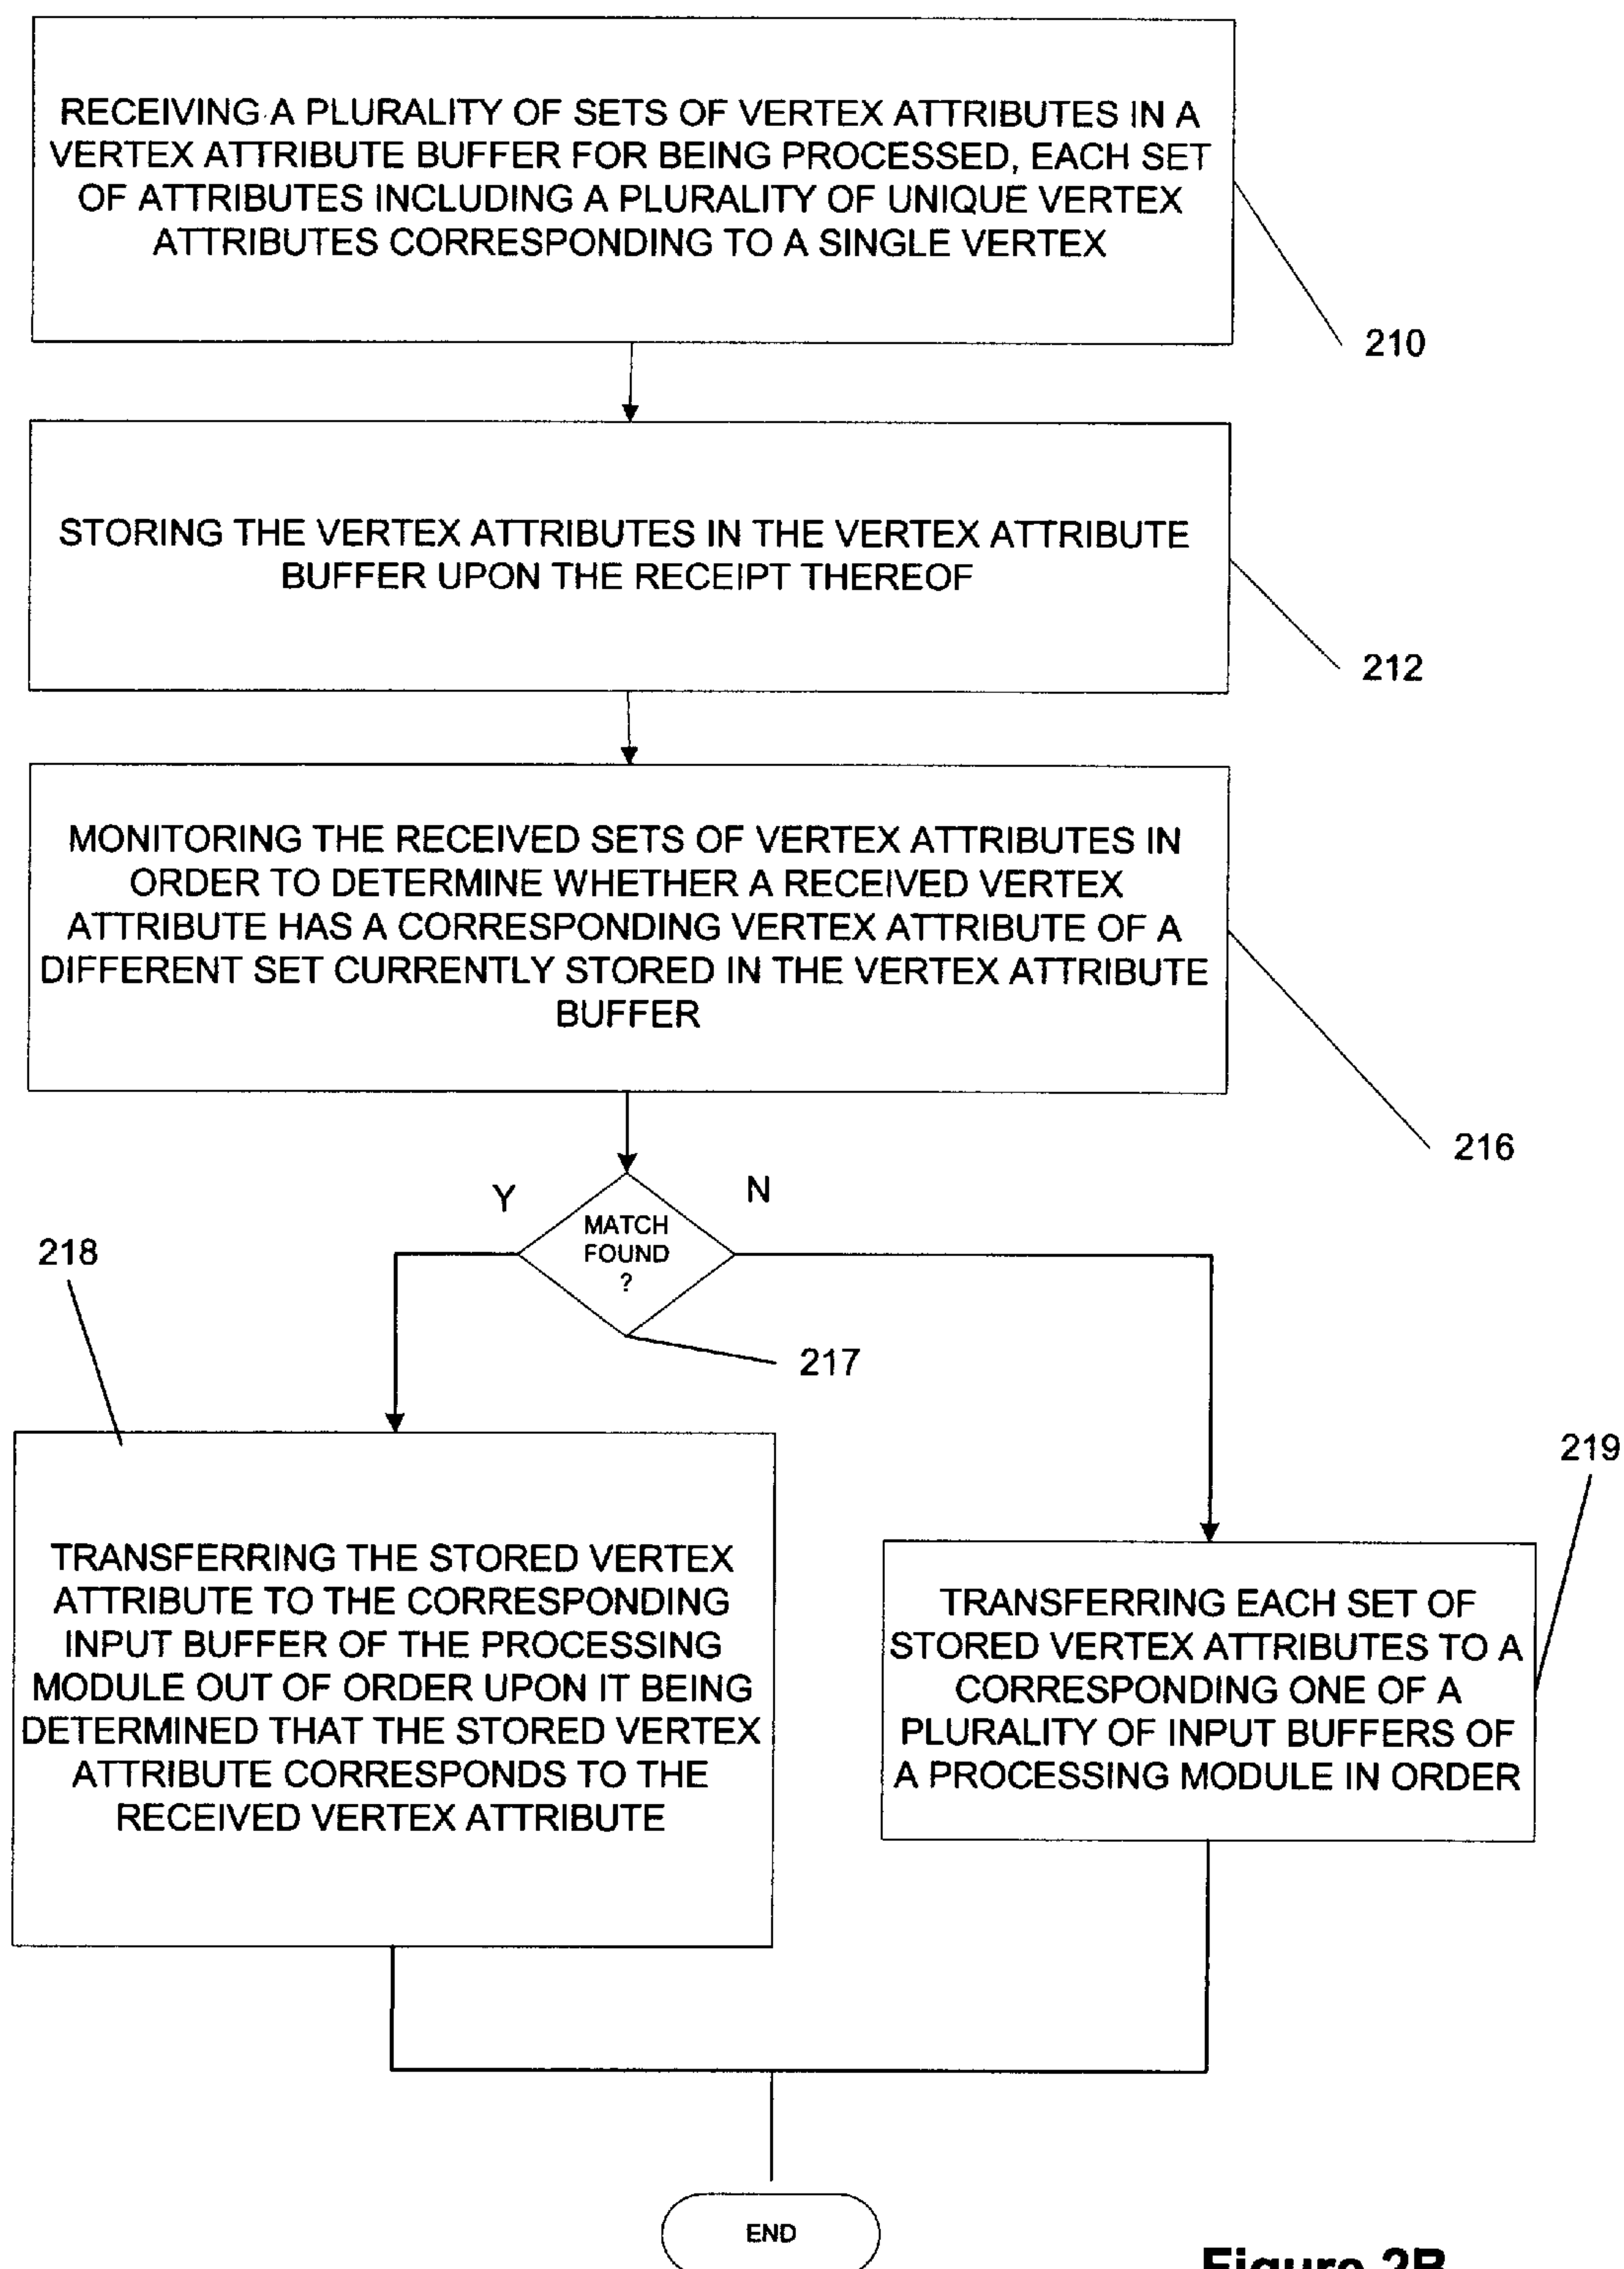 RECEIVING A PLURALITY OF SETS OF VERTEX ATTRIBUTES IN A
VERTEX ATTRIBUTE BUFFER FOR BEING PROCESSED, EACH SET
OF ATTRIBUTES INCLUDING A PLURALITY OF UNIQUE VERTEX
ATTRIBUTES CORRESPONDING TO A SINGLE VERTEX
210
STORING THE VERTEX ATTRIBUTES IN THE VERTEX ATTRIBUTE
BUFFER UPON THE RECEIPT THEREOF
212
MONITORING THE RECEIVED SETS OF VERTEX ATTRIBUTES IN
ORDER TO DETERMINE WHETHER A RECEIVED VERTEX
ATTRIBUTE HAS A CORRESPONDING VERTEX ATTRIBUTE OF A
DIFFERENT SET CURRENTLY STORED IN THE VERTEX ATTRIBUTE
BUFFER
216
Y
N
MATCH
FOUND
?
217
218
TRANSFERRING THE STORED VERTEX
ATTRIBUTE TO THE CORRESPONDING
INPUT BUFFER OF THE PROCESSING
MODULE OUT OF ORDER UPON IT BEING
DETERMINED THAT THE STORED VERTEX
ATTRIBUTE CORRESPONDS TO THE
RECEIVED VERTEX ATTRIBUTE
219
TRANSFERRING EACH SET OF
STORED VERTEX ATTRIBUTES TO A
CORRESPONDING ONE OF A
PLURALITY OF INPUT BUFFERS OF
A PROCESSING MODULE IN ORDER
END
Figure 2B